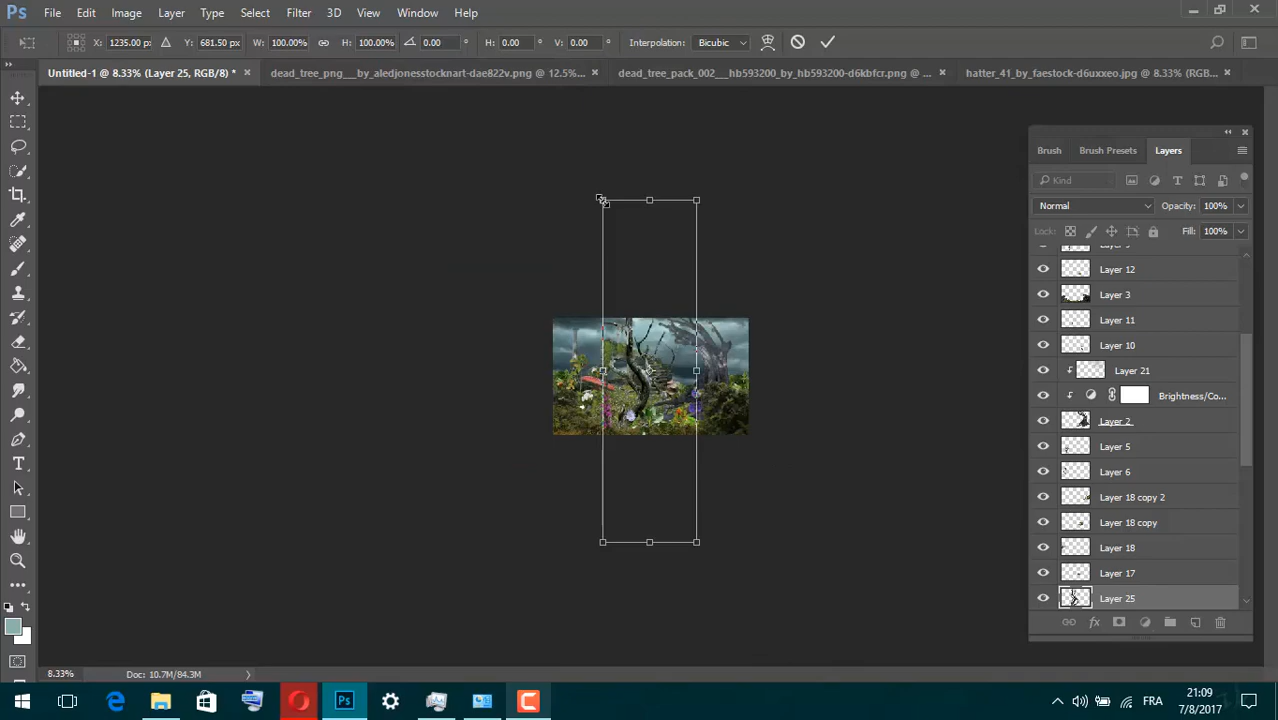 Ps File Edit Image Layer Type Select Filter 3D View Window Help
X: 1235.00 px Y: 681.50 px W: 100.00% H: 100.00% 0.00 ° H: 0.00 ° V: 0.00 ° Interpolation: Bicubic
Untitled-1 @ 8.33% (Layer 25, RGB/8) * × dead_tree_png___by_aledjonesstocknart-dae822v.png @ 12.5%... × dead_tree_pack_002___hb593200_by_hb593200-d6kbfcr.png @ ... × hatter_41_by_faestock-d6uxxeo.jpg @ 8.33% (RGB... ×
Brush Brush Presets Layers
Kind
Normal Opacity: 100%
Lock: Fill: 100%
Layer 12
Layer 3
Layer 11
Layer 10
Layer 21
Brightness/Co...
Layer 2
Layer 5
Layer 6
Layer 18 copy 2
Layer 18 copy
Layer 18
Layer 17
Layer 25
fx
8.33% Doc: 10.7M/84.3M
Ps FRA 21:09
7/8/2017